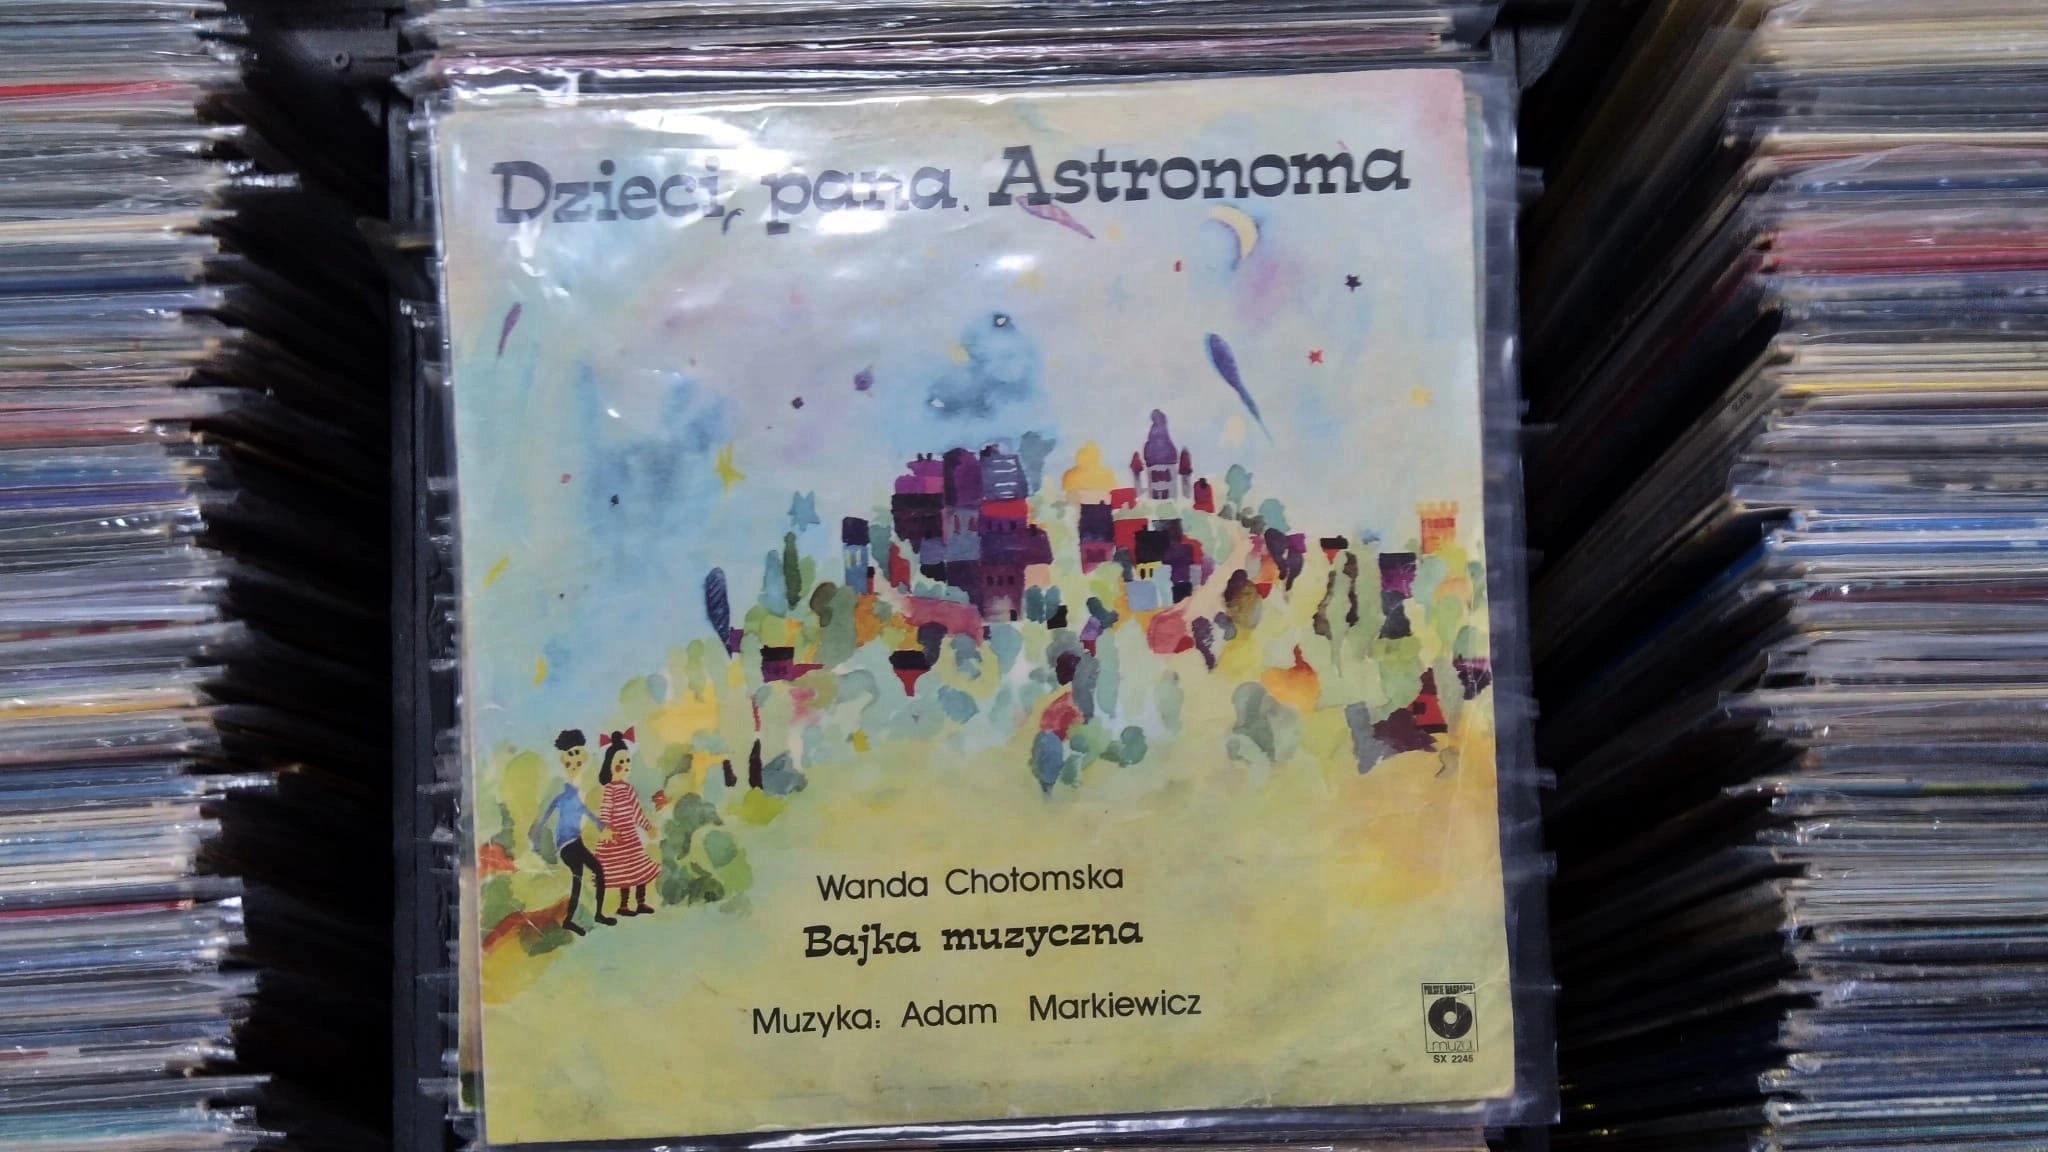 Dzieci pana Astronoma
Wanda Chotomska
Bajka muzyczna
Muzyka: Adam Markiewicz
POLSKIE NAGRANIA
muza
SX 2245